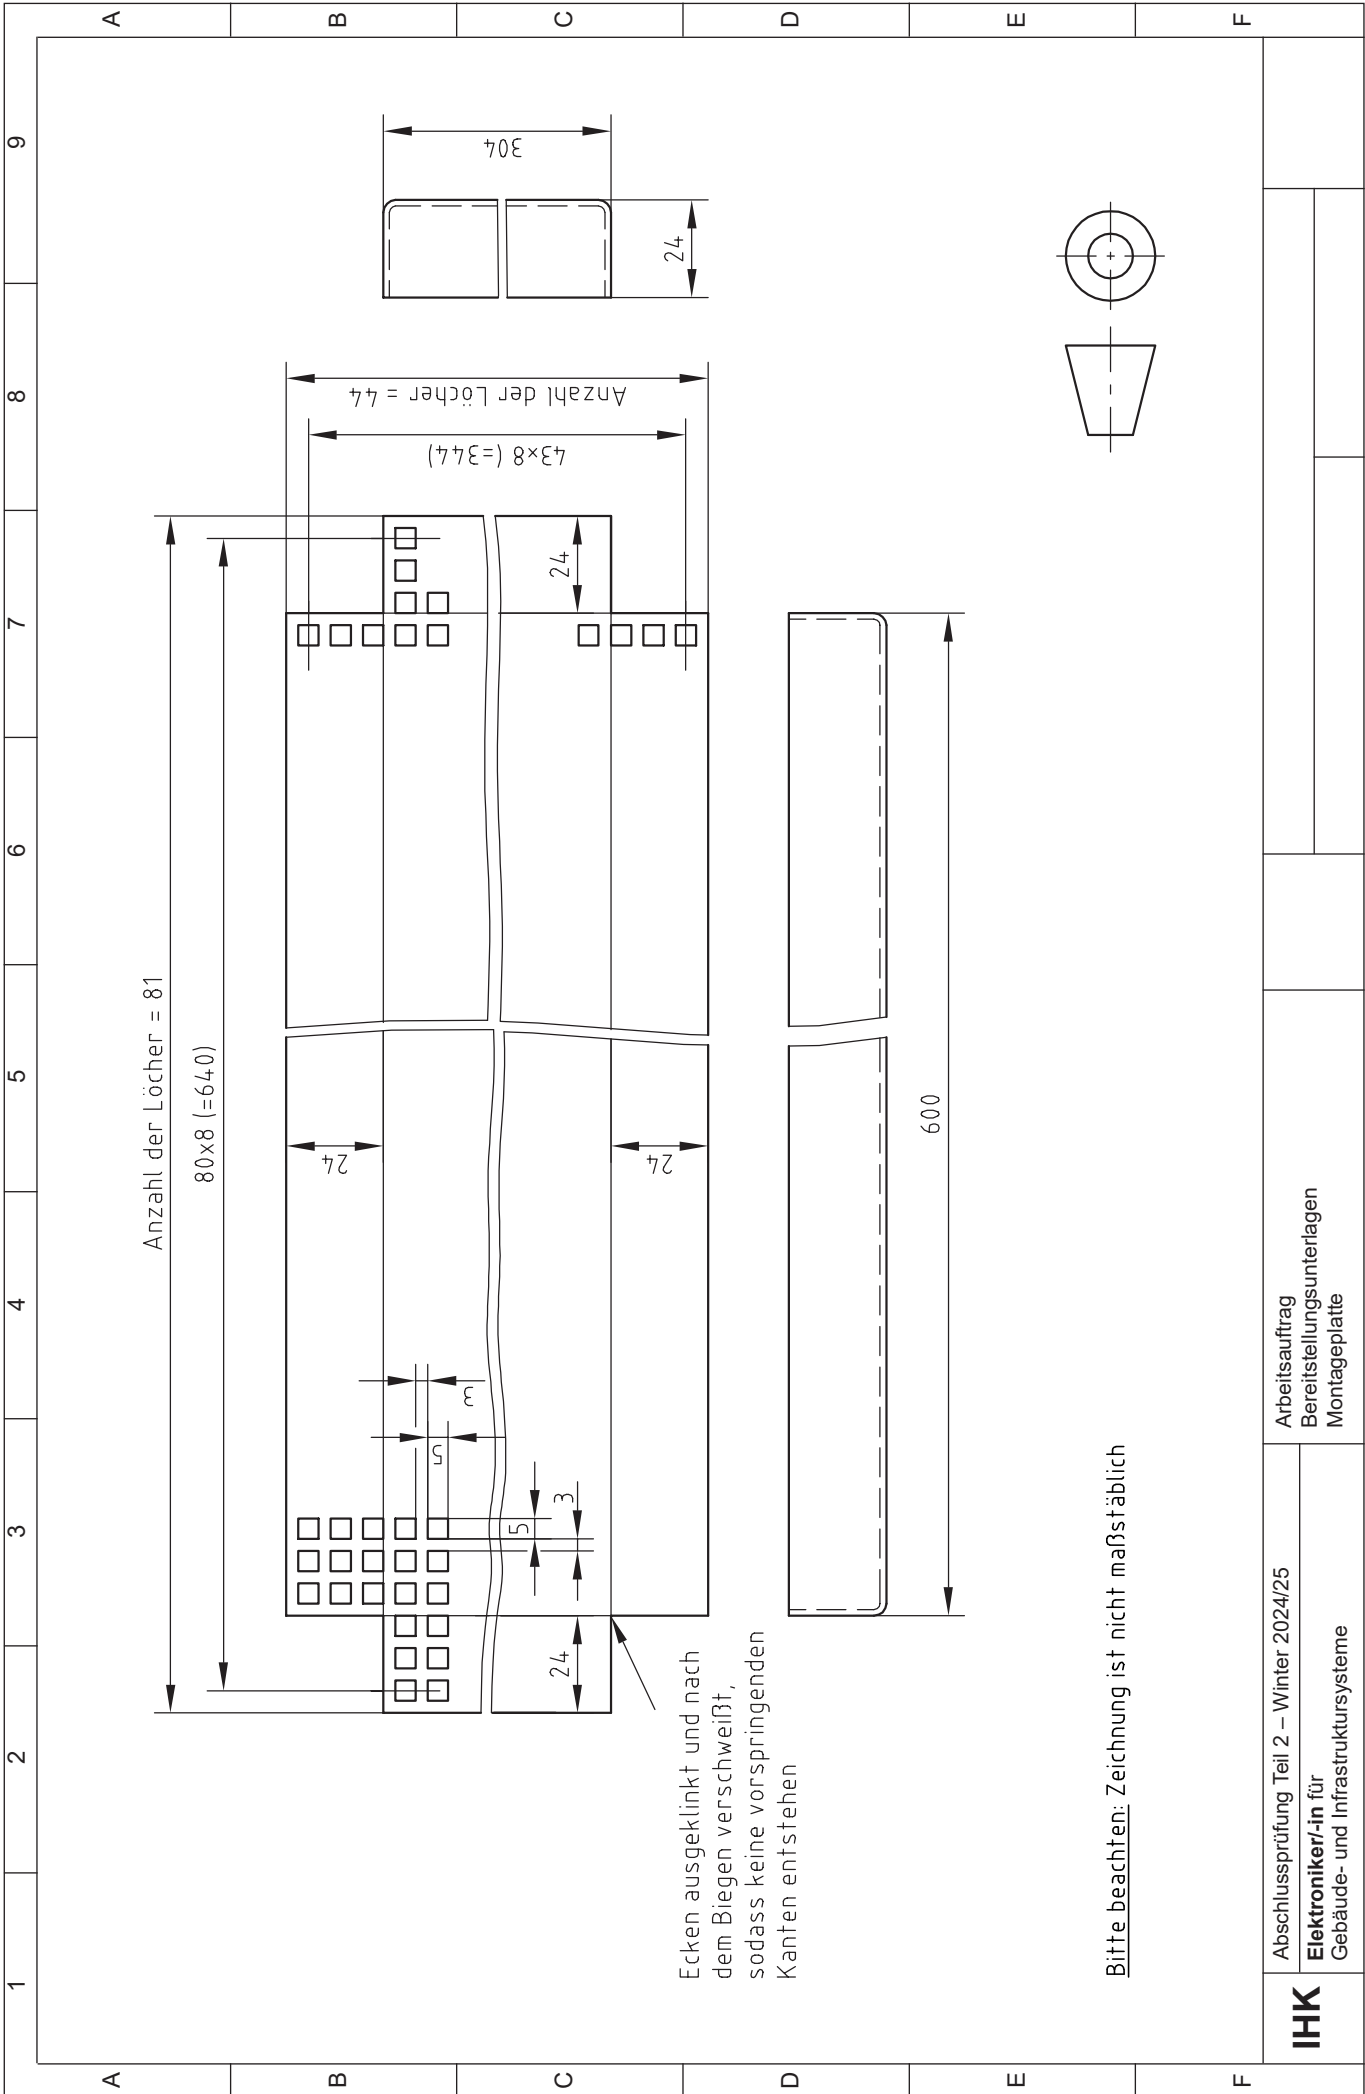 1 2 3 4 5 6 7 8 9
A
B
C
D
E
F
A
B
C
D
E
F
Anzahl der Löcher = 81
80x8 (=640)
24
24
3
5
5
3
24
24
43×8 (=344)
Anzahl der Löcher = 44
304
24
600
Ecken ausgeklinkt und nach
dem Biegen verschweißt,
sodass keine vorspringenden
Kanten entstehen
Bitte beachten: Zeichnung ist nicht maßstäblich
IHK
Abschlussprüfung Teil 2 – Winter 2024/25
Elektroniker/-in für
Gebäude- und Infrastruktursysteme
Arbeitsauftrag
Bereitstellungsunterlagen
Montageplatte